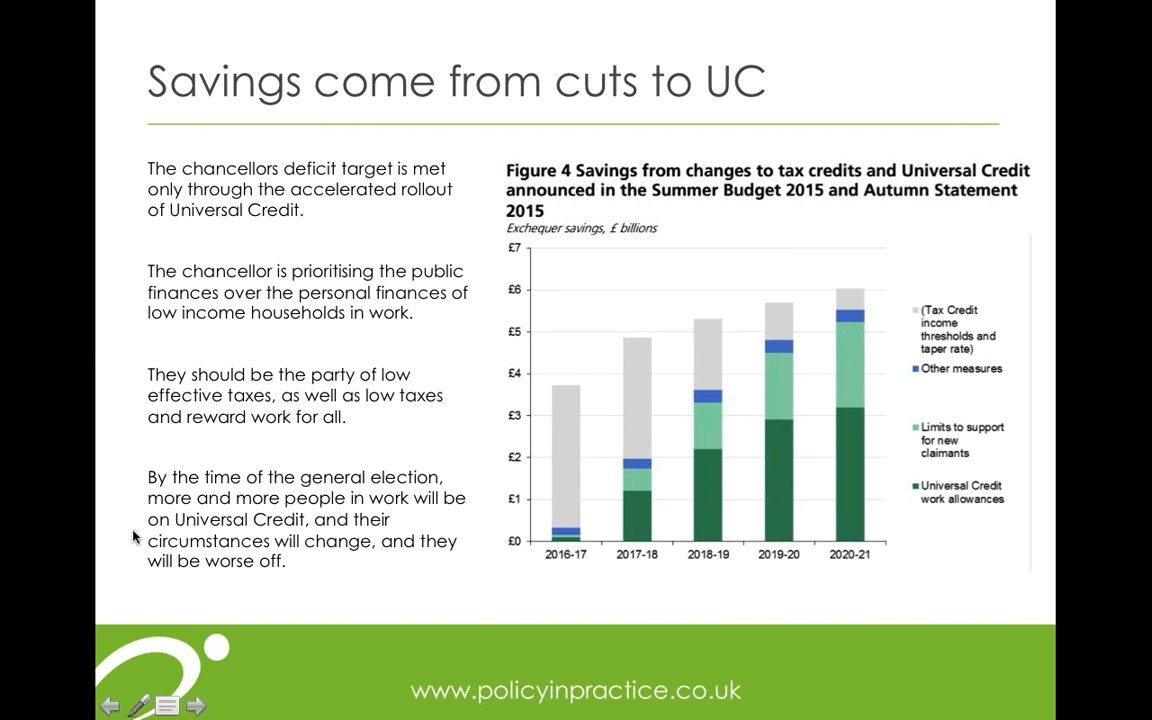 Savings come from cuts to UC
The chancellors deficit target is met
only through the accelerated rollout
of Universal Credit.
The chancellor is prioritising the public
finances over the personal finances of
low income households in work.
They should be the party of low
effective taxes, as well as low taxes
and reward work for all.
By the time of the general election,
more and more people in work will be
on Universal Credit, and their
circumstances will change, and they
will be worse off.
Figure 4 Savings from changes to tax credits and Universal Credit
announced in the Summer Budget 2015 and Autumn Statement
2015
Exchequer savings, £ billions
£7
£6
£5
£4
£3
£2
£1
£0
2016-17 2017-18 2018-19 2019-20 2020-21
(Tax Credit
income
thresholds and
taper rate)
Other measures
Limits to support
for new
claimants
Universal Credit
work allowances
www.policyinpractice.co.uk